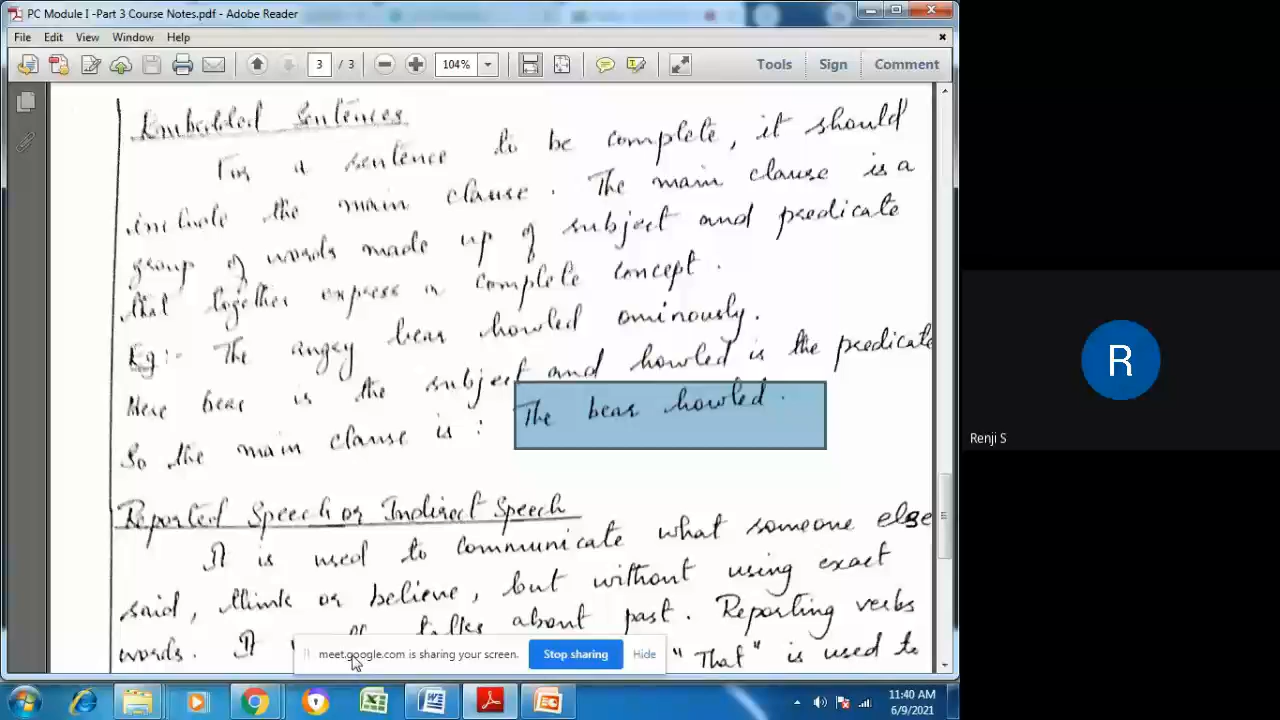 PC Module I -Part 3 Course Notes.pdf - Adobe Reader
File Edit View Window Help
3 / 3 104% Tools Sign Comment
Embedded Sentences
For a sentence to be complete, it should
include the main clause. The main clause is a
group of words made up of subject and predicate
that together express a complete concept.
Eg:- The angry bear howled ominously.
Here bear is the subject and howled is the predicate
So the main clause is : The bear howled.
Reported Speech or Indirect Speech
It is used to communicate what someone else
said, think or believe, but without using exact
words. It talks about past. Reporting verbs
"That" is used to
meet.google.com is sharing your screen. Stop sharing Hide
R
Renji S
11:40 AM
6/9/2021